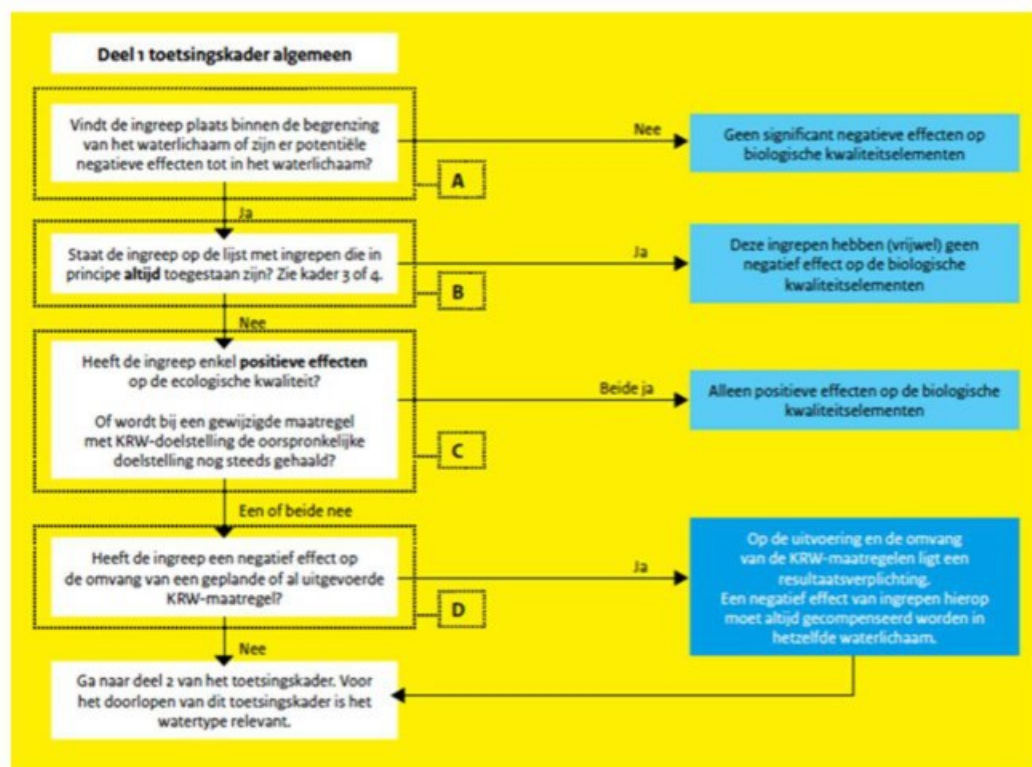 Deel 1 toetsingskader algemeen
Vindt de ingreep plaats binnen de begrenzing
van het waterlichaam of zijn er potentiële
negatieve effecten tot in het waterlichaam?
A
Nee
Geen significant negatieve effecten op
biologische kwaliteitselementen
Ja
Staat de ingreep op de lijst met ingrepen die in
principe altijd toegestaan zijn? Zie kader 3 of 4.
B
Ja
Deze ingrepen hebben (vrijwel) geen
negatief effect op de biologische
kwaliteitselementen
Nee
Heeft de ingreep enkel positieve effecten
op de ecologische kwaliteit?
Of wordt bij een gewijzigde maatregel
met KRW-doelstelling de oorspronkelijke
doelstelling nog steeds gehaald?
C
Beide ja
Alleen positieve effecten op de biologische
kwaliteitselementen
Een of beide nee
Heeft de ingreep een negatief effect op
de omvang van een geplande of al uitgevoerde
KRW-maatregel?
D
Ja
Op de uitvoering en de omvang
van de KRW-maatregelen ligt een
resultaatsverplichting.
Een negatief effect van ingrepen hierop
moet altijd gecompenseerd worden in
hetzelfde waterlichaam.
Nee
Ga naar deel 2 van het toetsingskader. Voor
het doorlopen van dit toetsingskader is het
watertype relevant.